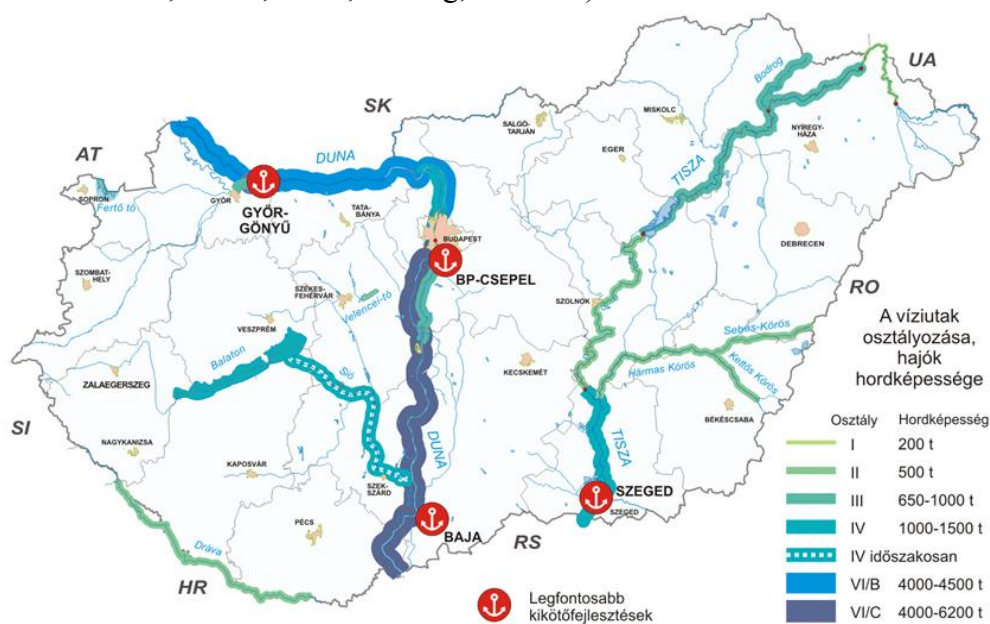 UA
SK
Bodrog
MISKOLC
SALGÓ-
TARJÁN
NYÍREGY-
HÁZA
EGER
DUNA
TISZA
AT
SOPRON
Fertő tó
GYŐR
GYŐR-
GÖNYŰ
TATA-
BÁNYA
BUDAPEST
DEBRECEN
BP-CSEPEL
SZOMBAT-
HELY
SZÉKES-
FEHÉRVÁR
Velencei-tó
SZOLNOK
RO
VESZPRÉM
Sebes-Körös
Balaton
Sió
KECSKEMÉT
Hármas Körös
Kettős Körös
ZALAEGERSZEG
BÉKÉSCSABA
SI
NAGYKANIZSA
KAPOSVÁR
DUNA
TISZA
SZEK-
SZÁRD
SZEGED
SZEGED
PÉCS
BAJA
RS
Dráva
HR
Legfontosabb
kikötőfejlesztések
A víziutak
osztályozása,
hajók
hordképessége
Osztály Hordképesség
I 200 t
II 500 t
III 650-1000 t
IV 1000-1500 t
IV időszakosan
VI/B 4000-4500 t
VI/C 4000-6200 t